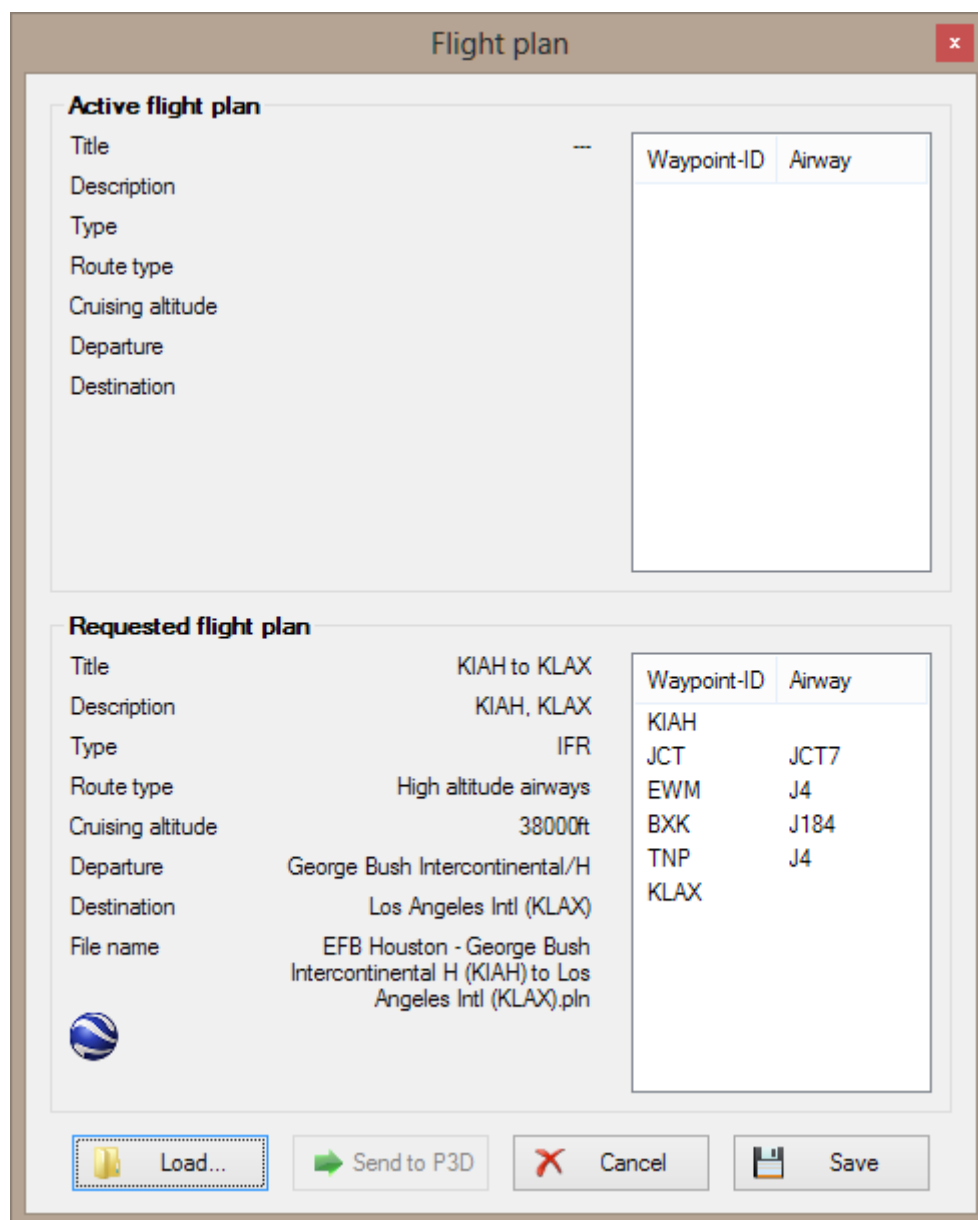 Flight plan
x
Active flight plan
Title ---
Description
Type
Route type
Cruising altitude
Departure
Destination
Waypoint-ID Airway
Requested flight plan
Title KIAH to KLAX
Description KIAH, KLAX
Type IFR
Route type High altitude airways
Cruising altitude 38000ft
Departure George Bush Intercontinental/H
Destination Los Angeles Intl (KLAX)
File name EFB Houston - George Bush
Intercontinental H (KIAH) to Los
Angeles Intl (KLAX).pln
Waypoint-ID Airway
KIAH
JCT JCT7
EWM J4
BXK J184
TNP J4
KLAX
Load... Send to P3D Cancel Save